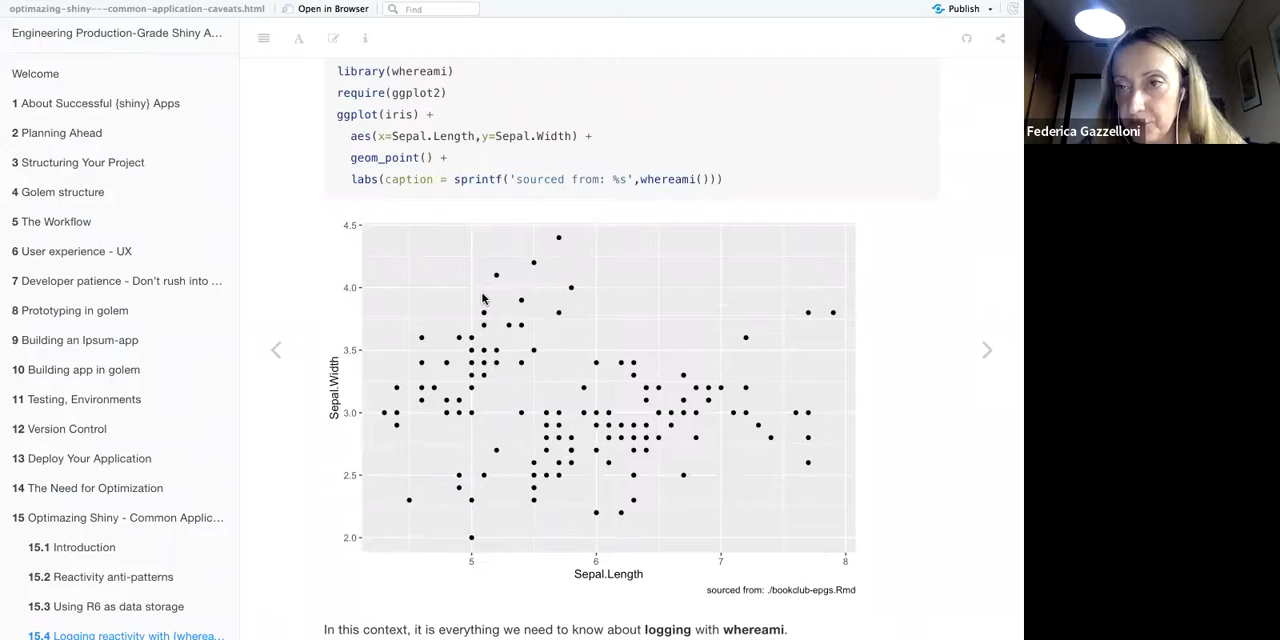 optimazing-shiny---common-application-caveats.html
Open in Browser
Find
Publish
Engineering Production-Grade Shiny A...
Welcome
1 About Successful {shiny} Apps
2 Planning Ahead
3 Structuring Your Project
4 Golem structure
5 The Workflow
6 User experience - UX
7 Developer patience - Don't rush into ...
8 Prototyping in golem
9 Building an Ipsum-app
10 Building app in golem
11 Testing, Environments
12 Version Control
13 Deploy Your Application
14 The Need for Optimization
15 Optimazing Shiny - Common Applic...
15.1 Introduction
15.2 Reactivity anti-patterns
15.3 Using R6 as data storage
15.4 Logging reactivity with {wherea...
library(whereami)
require(ggplot2)
ggplot(iris) +
aes(x=Sepal.Length,y=Sepal.Width) +
geom_point() +
labs(caption = sprintf('sourced from: %s',whereami()))
4.5
4.0
3.5
3.0
2.5
2.0
Sepal.Width
5
6
7
8
Sepal.Length
sourced from: ./bookclub-epgs.Rmd
In this context, it is everything we need to know about logging with whereami.
Federica Gazzelloni